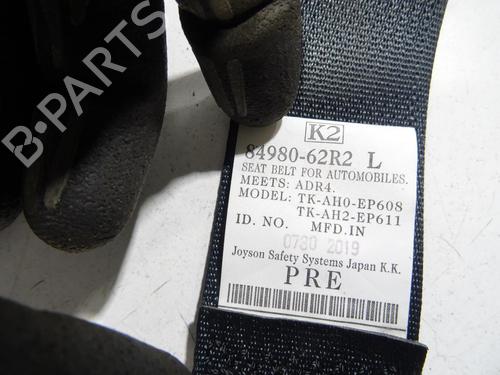 K2
84980-62R2 L
SEAT BELT FOR AUTOMOBILES.
MEETS: ADR4.
MODEL: TK-AH0-EP608
TK-AH2-EP611
ID. NO. MFD.IN
0730 2019
Joyson Safety Systems Japan K.K.
PRE
B-PARTS